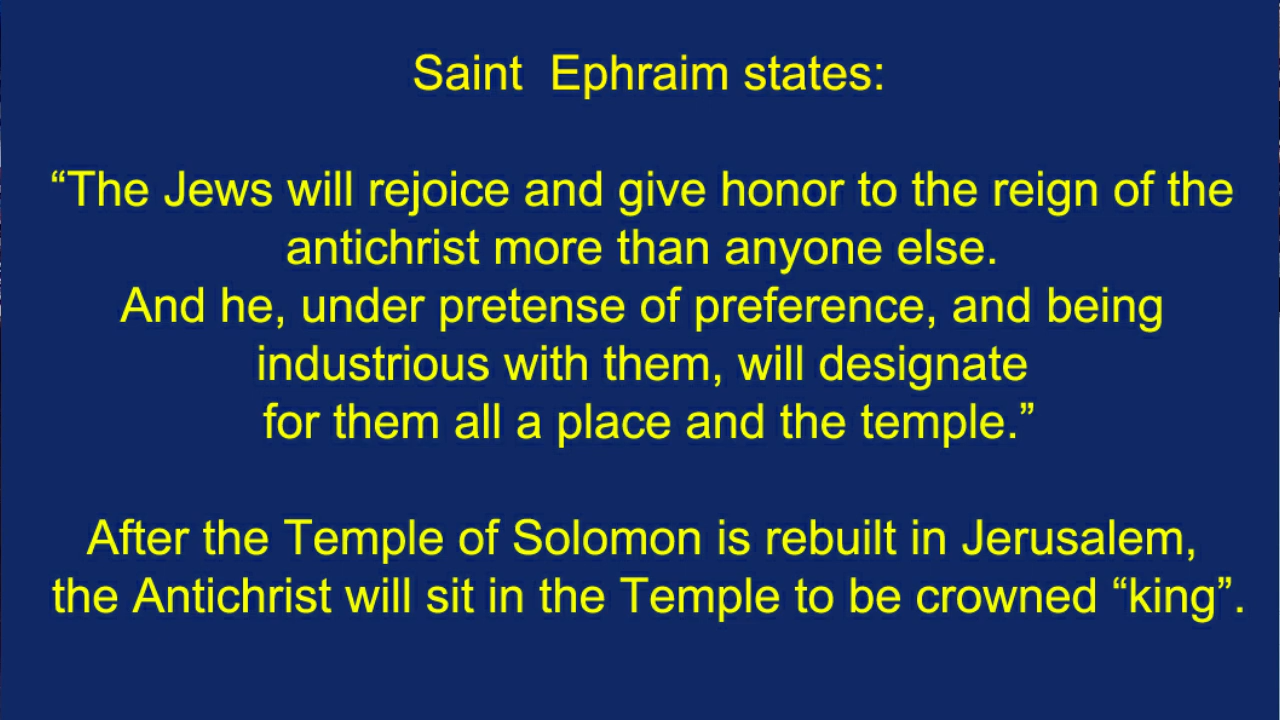 Saint  Ephraim states:
“The Jews will rejoice and give honor to the reign of the
antichrist more than anyone else.
And he, under pretense of preference, and being
industrious with them, will designate
for them all a place and the temple.”
After the Temple of Solomon is rebuilt in Jerusalem,
the Antichrist will sit in the Temple to be crowned “king”.